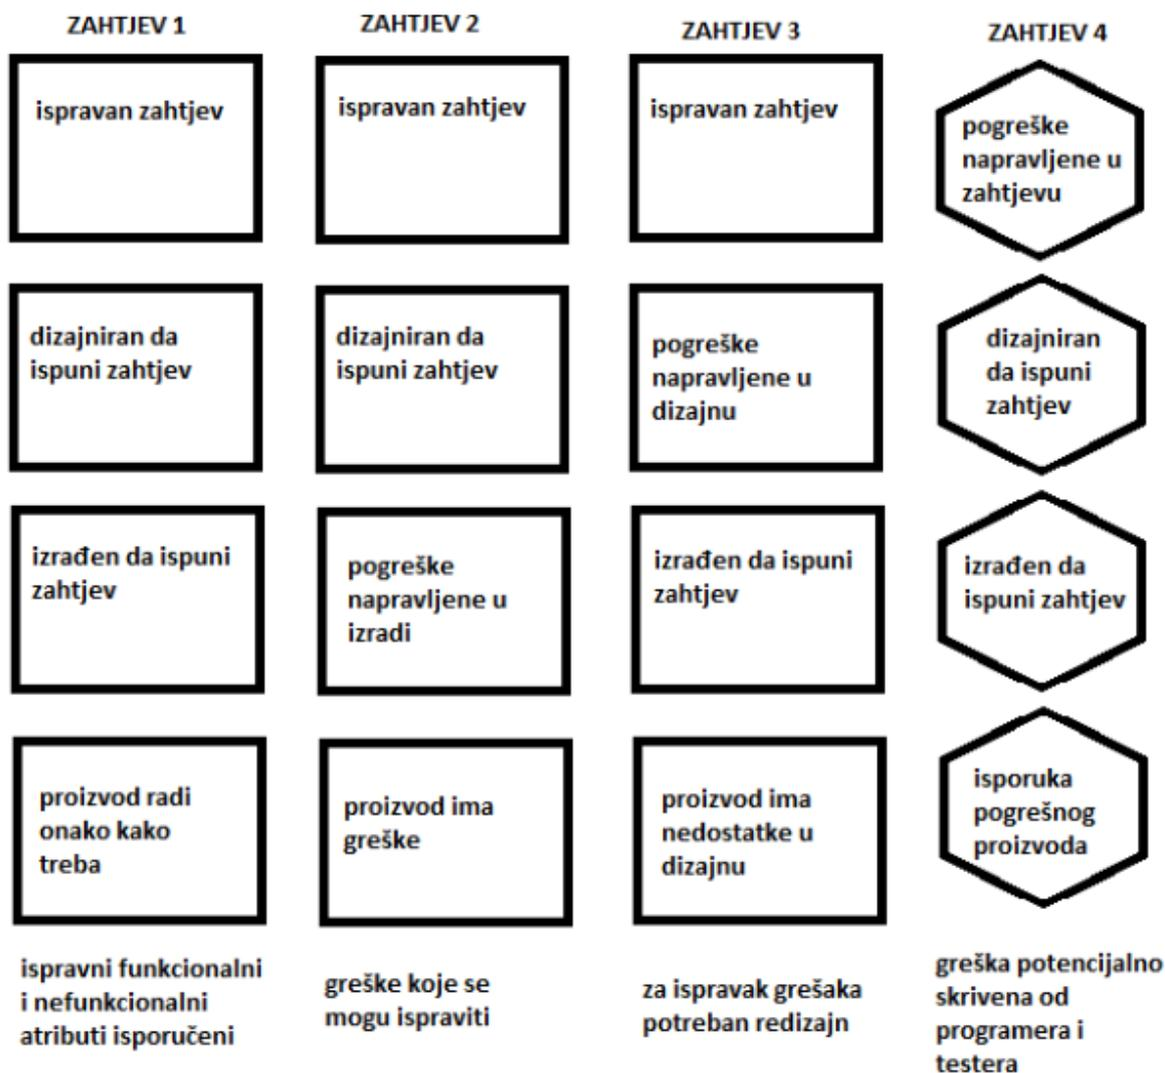 ZAHTJEV 1
ZAHTJEV 2
ZAHTJEV 3
ZAHTJEV 4
ispravan zahtjev
ispravan zahtjev
ispravan zahtjev
pogreške
napravljene u
zahtjevu
dizajniran da
ispuni zahtjev
dizajniran da
ispuni zahtjev
pogreške
napravljene u
dizajnu
dizajniran
da ispuni
zahtjev
izrađen da ispuni
zahtjev
pogreške
napravljene u
izradi
izrađen da ispuni
zahtjev
izrađen da
ispuni zahtjev
proizvod radi
onako kako
treba
proizvod ima
greške
proizvod ima
nedostatke u
dizajnu
isporuka
pogrešnog
proizvoda
ispravni funkcionalni
i nefunkcionalni
atributi isporučeni
greške koje se
mogu ispraviti
za ispravak grešaka
potreban redizajn
greška potencijalno
skrivena od
programera i
testera